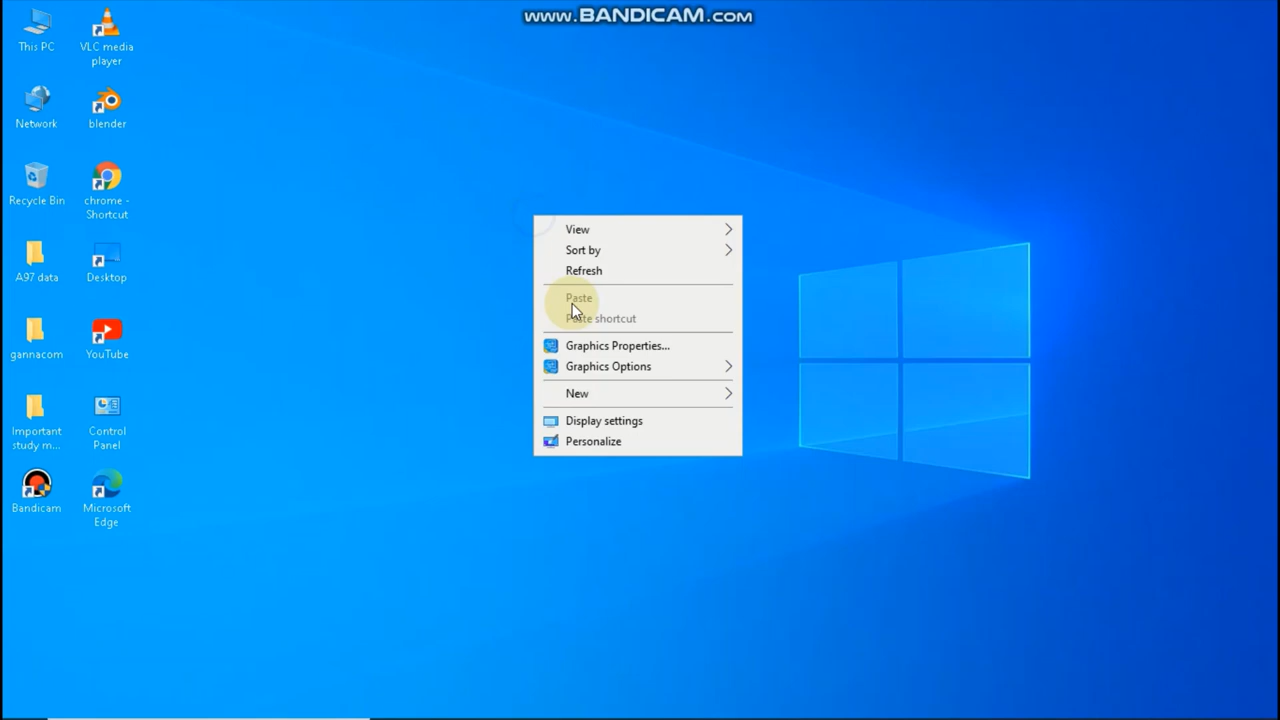 www.BANDICAM.com
This PC
VLC media
player
Network
blender
Recycle Bin
chrome -
Shortcut
A97 data
Desktop
gannacom
YouTube
Important
study m...
Control
Panel
Bandicam
Microsoft
Edge
View
Sort by
Refresh
Paste
Paste shortcut
Graphics Properties...
Graphics Options
New
Display settings
Personalize